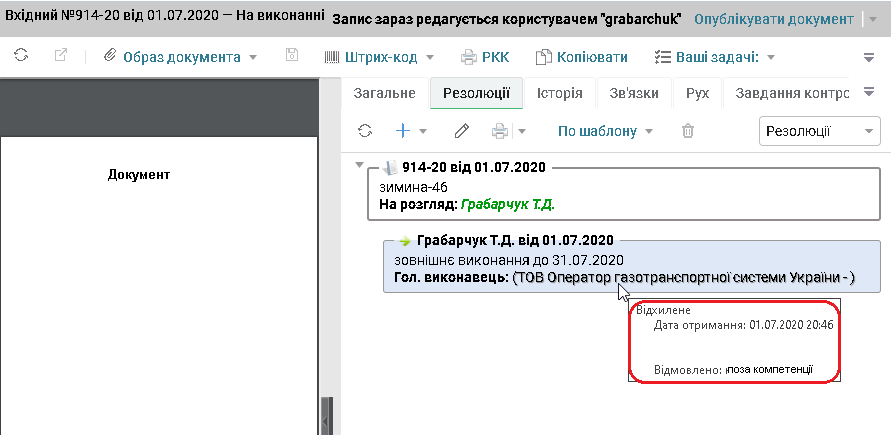 Вхідний №914-20 від 01.07.2020 — На виконанні Запис зараз редагується користувачем "grabarchuk" Опублікувати документ
Образ документа Штрих-код РКК Копіювати Ваші задачі:
Загальне Резолюції Історія Зв'язки Рух Завдання контро
По шаблону Резолюції
Документ
914-20 від 01.07.2020
зимина-46
На розгляд: Грабарчук Т.Д.
Грабарчук Т.Д. від 01.07.2020
зовнішнє виконання до 31.07.2020
Гол. виконавець: (ТОВ Оператор газотранспортної системи України - )
Відхилене
Дата отримання: 01.07.2020 20:46
Відмовлено: поза компетенції